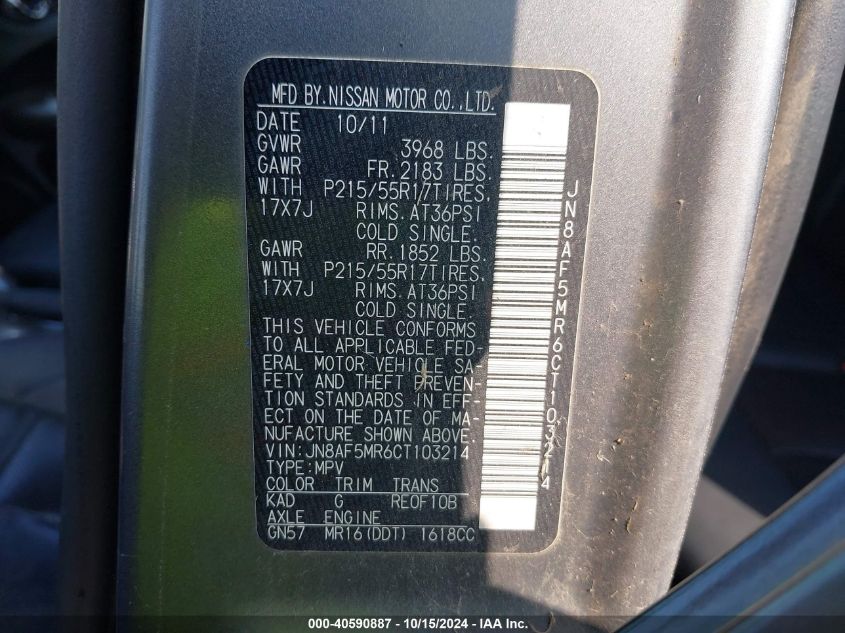 MFD BY.NISSAN MOTOR CO.,LTD.
DATE 10/11
GVWR 3968 LBS.
GAWR FR.2183 LBS.
WITH P215/55R17TIRES.
17X7J RIMS.AT36PSI
COLD SINGLE.
GAWR RR.1852 LBS.
WITH P215/55R17TIRES.
17X7J RIMS.AT36PSI
COLD SINGLE.
THIS VEHICLE CONFORMS
TO ALL APPLICABLE FED-
ERAL MOTOR VEHICLE SA-
FETY AND THEFT PREVEN-
TION STANDARDS IN EFF-
ECT ON THE DATE OF MA-
NUFACTURE SHOWN ABOVE.
VIN:JN8AF5MR6CT103214
TYPE:MPV
COLOR TRIM TRANS
KAD G RE0F10B
AXLE ENGINE
GN57 MR16(DDT) 1618CC
JN8AF5MR6CT103214
000-40590887 - 10/15/2024 - IAA Inc.